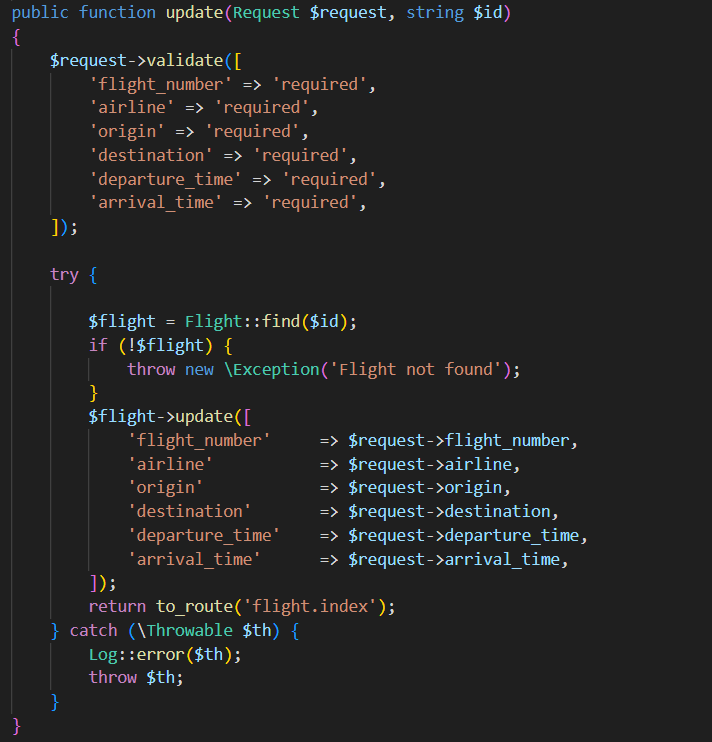 public function update(Request $request, string $id)
{
    $request->validate([
        'flight_number' => 'required',
        'airline' => 'required',
        'origin' => 'required',
        'destination' => 'required',
        'departure_time' => 'required',
        'arrival_time' => 'required',
    ]);

    try {

        $flight = Flight::find($id);
        if (!$flight) {
            throw new \Exception('Flight not found');
        }
        $flight->update([
            'flight_number'     => $request->flight_number,
            'airline'           => $request->airline,
            'origin'            => $request->origin,
            'destination'       => $request->destination,
            'departure_time'    => $request->departure_time,
            'arrival_time'      => $request->arrival_time,
        ]);
        return to_route('flight.index');
    } catch (\Throwable $th) {
        Log::error($th);
        throw $th;
    }
}